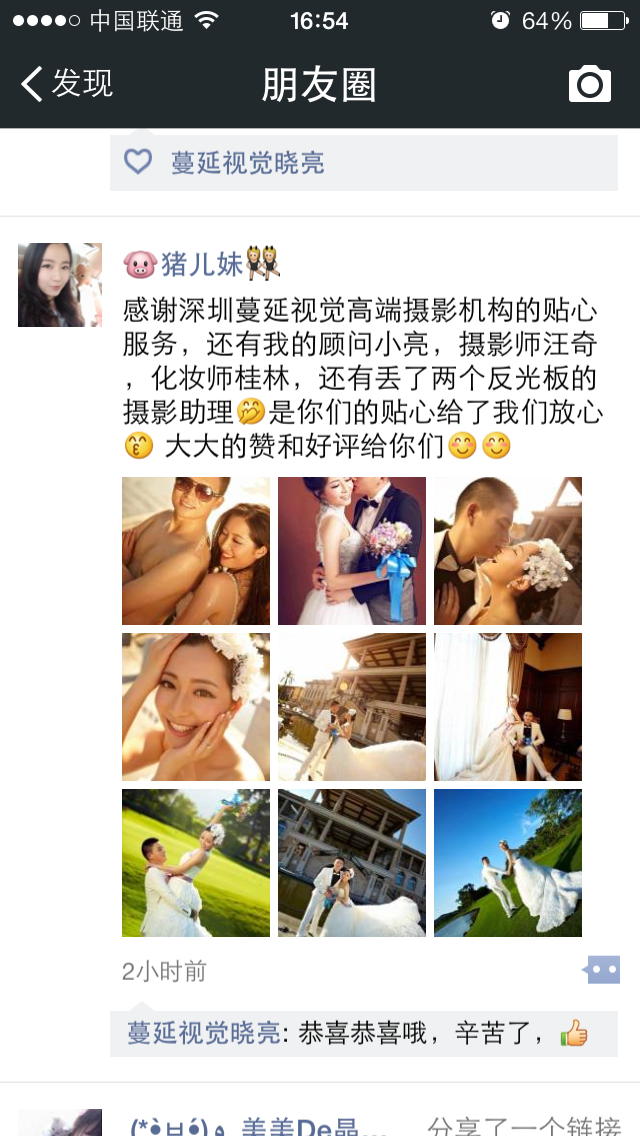 中国联通 16:54 64%
发现 朋友圈
蔓延视觉晓亮
猪儿妹
感谢深圳蔓延视觉高端摄影机构的贴心
服务，还有我的顾问小亮，摄影师汪奇
，化妆师桂林，还有丢了两个反光板的
摄影助理🤭是你们的贴心给了我们放心
😙 大大的赞和好评给你们😊😊
2小时前
蔓延视觉晓亮: 恭喜恭喜哦，辛苦了，👍
美美De晶... 分享了一个链接